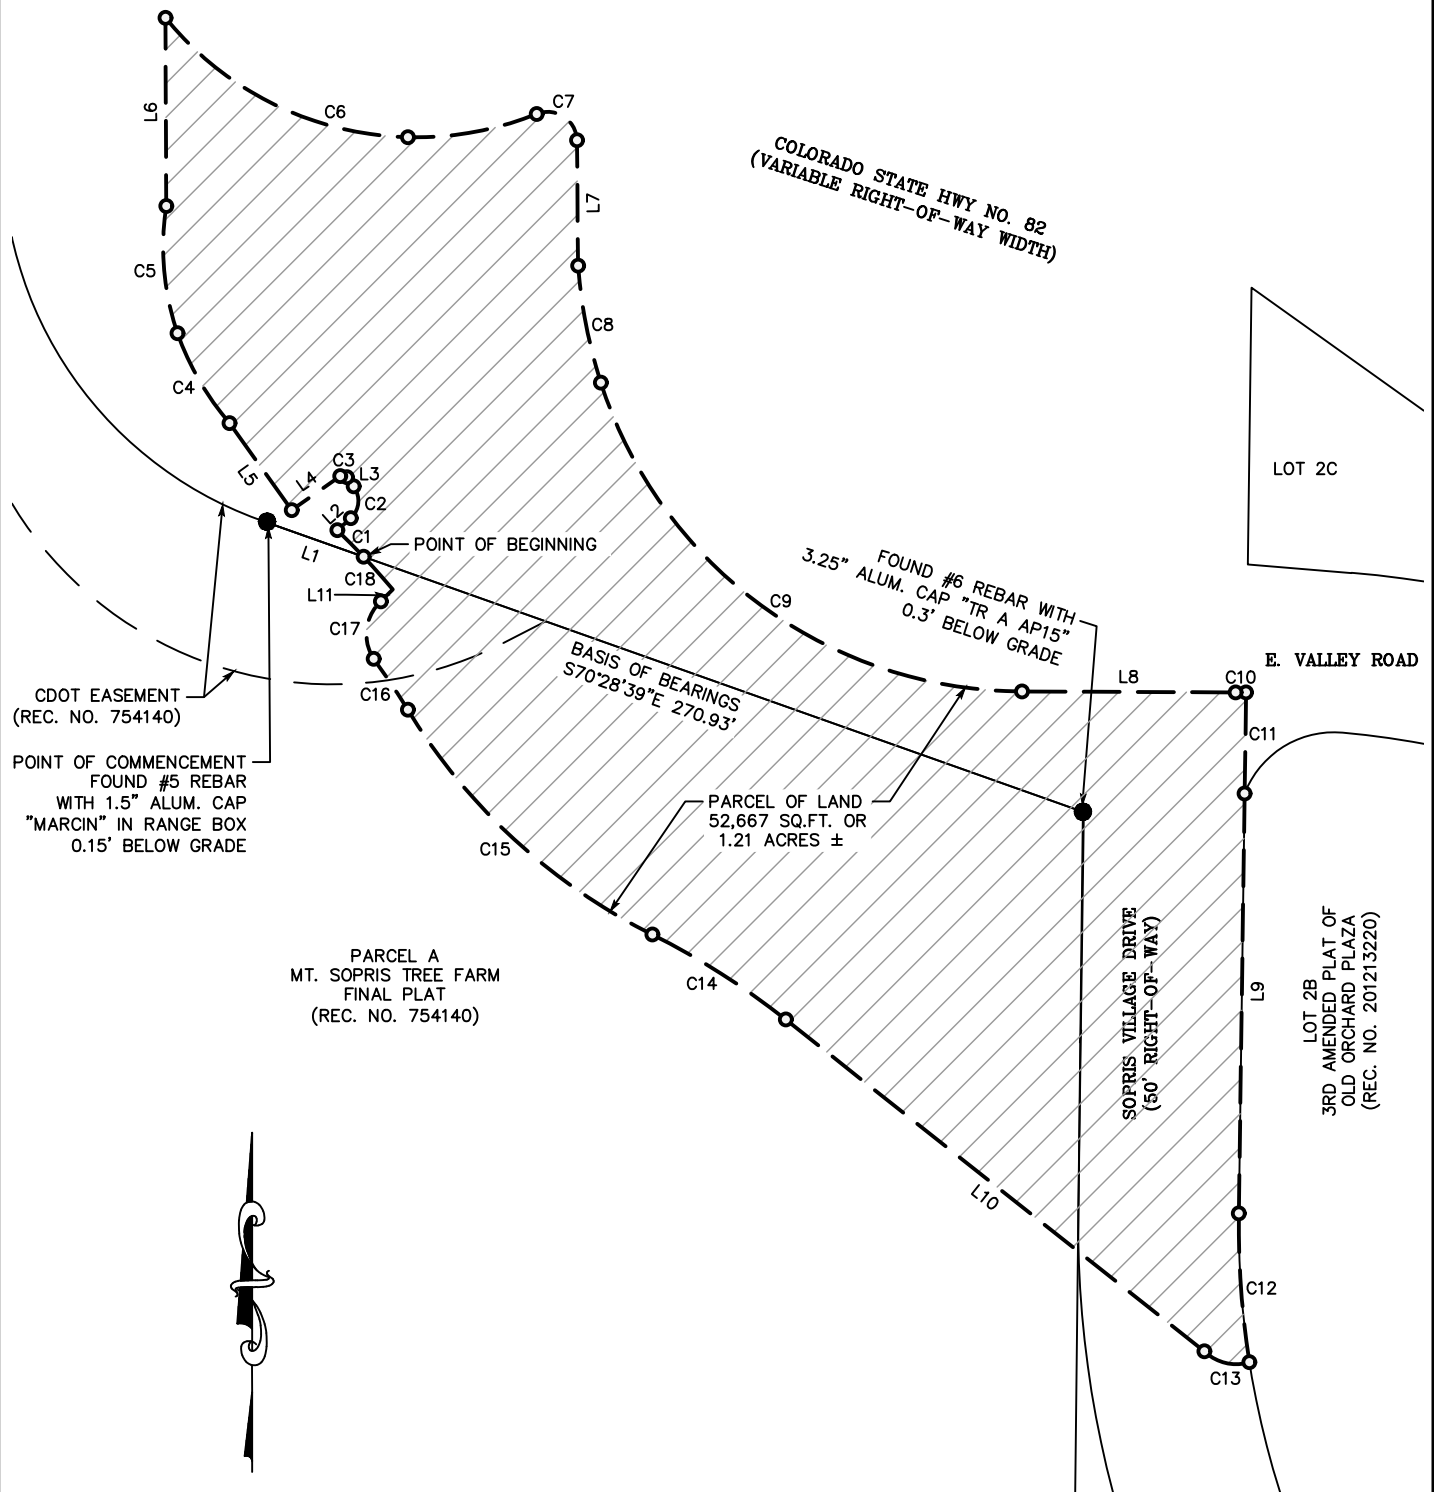 C6
C7
L6
L7
COLORADO STATE HWY NO. 82
(VARIABLE RIGHT-OF-WAY WIDTH)
C5
C8
C4
L5
L4
C3
L3
C2
L2
C1
L1
POINT OF BEGINNING
C18
L11
C17
C16
LOT 2C
C9
FOUND #6 REBAR WITH
3.25" ALUM. CAP "TR A AP15"
0.3' BELOW GRADE
BASIS OF BEARINGS
S70°28'39"E 270.93'
E. VALLEY ROAD
L8
C10
C11
CDOT EASEMENT
(REC. NO. 754140)
POINT OF COMMENCEMENT
FOUND #5 REBAR
WITH 1.5" ALUM. CAP
"MARCIN" IN RANGE BOX
0.15' BELOW GRADE
PARCEL OF LAND
52,667 SQ.FT. OR
1.21 ACRES ±
C15
C14
PARCEL A
MT. SOPRIS TREE FARM
FINAL PLAT
(REC. NO. 754140)
SOPRIS VILLAGE DRIVE
(50' RIGHT-OF-WAY)
L9
LOT 2B
3RD AMENDED PLAT OF
OLD ORCHARD PLAZA
(REC. NO. 201213220)
L10
C12
C13